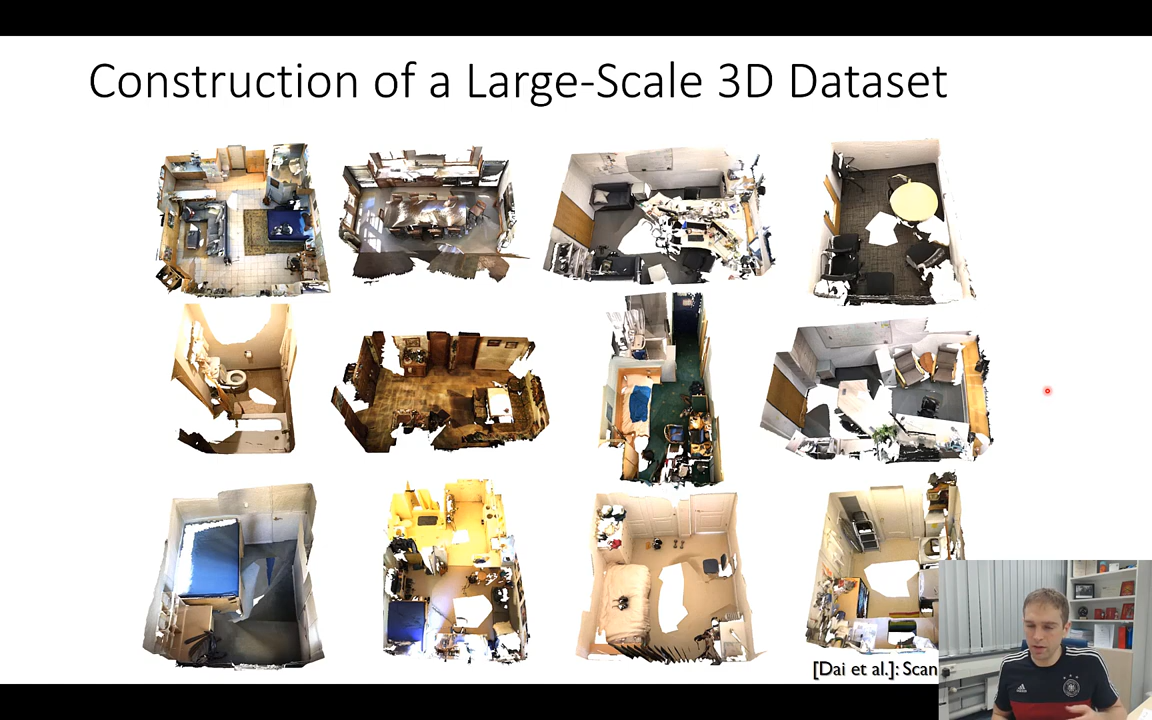 Construction of a Large-Scale 3D Dataset
[Dai et al.]: Scan